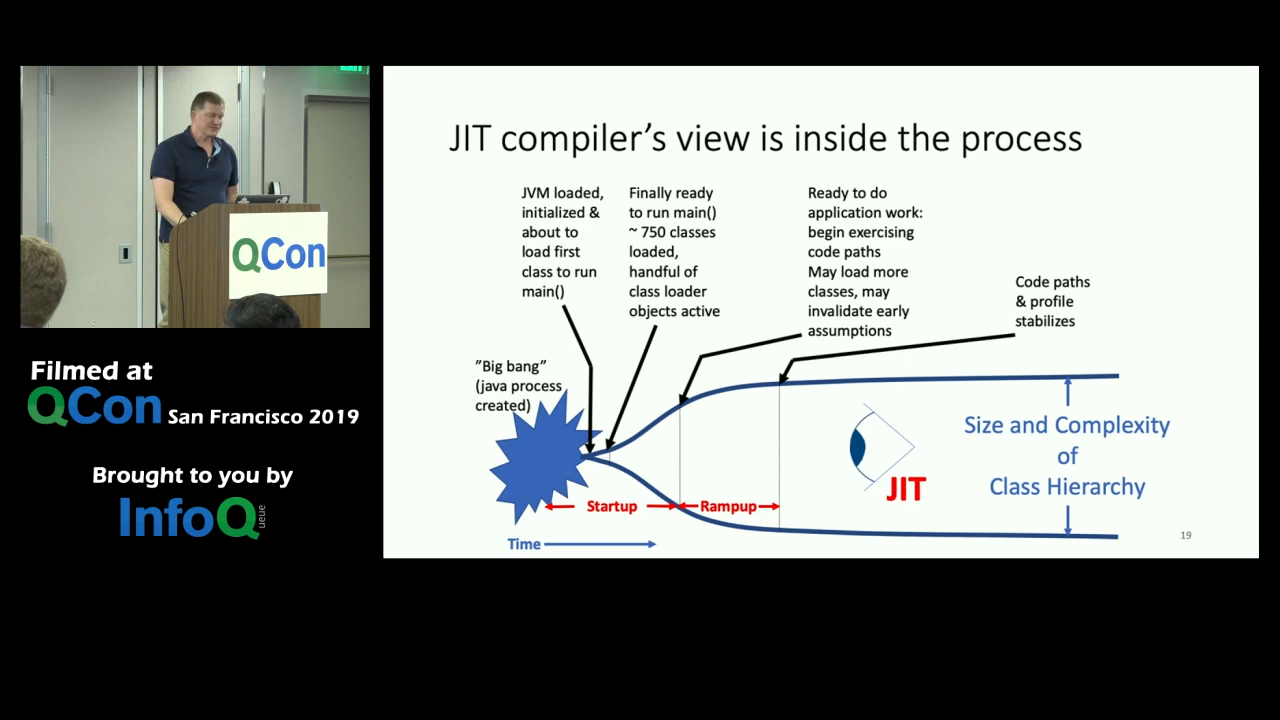 EXIT
QCon
Filmed at
QCon San Francisco 2019
Brought to you by
InfoQ
queue
JIT compiler’s view is inside the process
JVM loaded,
initialized &
about to
load first
class to run
main()
Finally ready
to run main()
~ 750 classes
loaded,
handful of
class loader
objects active
Ready to do
application work:
begin exercising
code paths
May load more
classes, may
invalidate early
assumptions
Code paths
& profile
stabilizes
”Big bang”
(java process
created)
Startup
Rampup
JIT
Size and Complexity
of
Class Hierarchy
Time
19